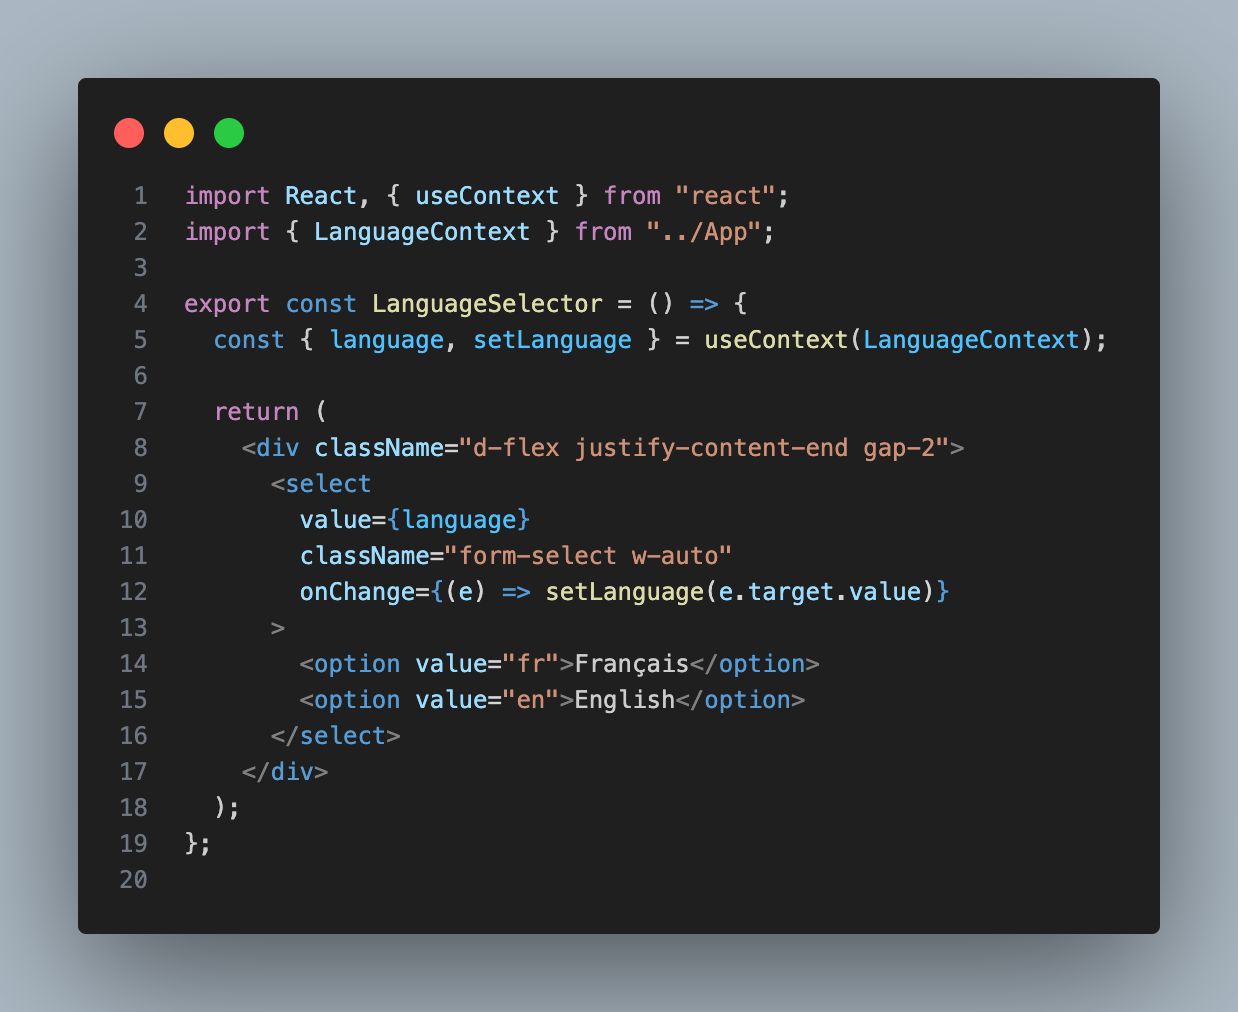 1 import React, { useContext } from "react";
2 import { LanguageContext } from "../App";
3
4 export const LanguageSelector = () => {
5   const { language, setLanguage } = useContext(LanguageContext);
6
7   return (
8     <div className="d-flex justify-content-end gap-2">
9       <select
10         value={language}
11         className="form-select w-auto"
12         onChange={(e) => setLanguage(e.target.value)}
13       >
14         <option value="fr">Français</option>
15         <option value="en">English</option>
16       </select>
17     </div>
18   );
19 };
20